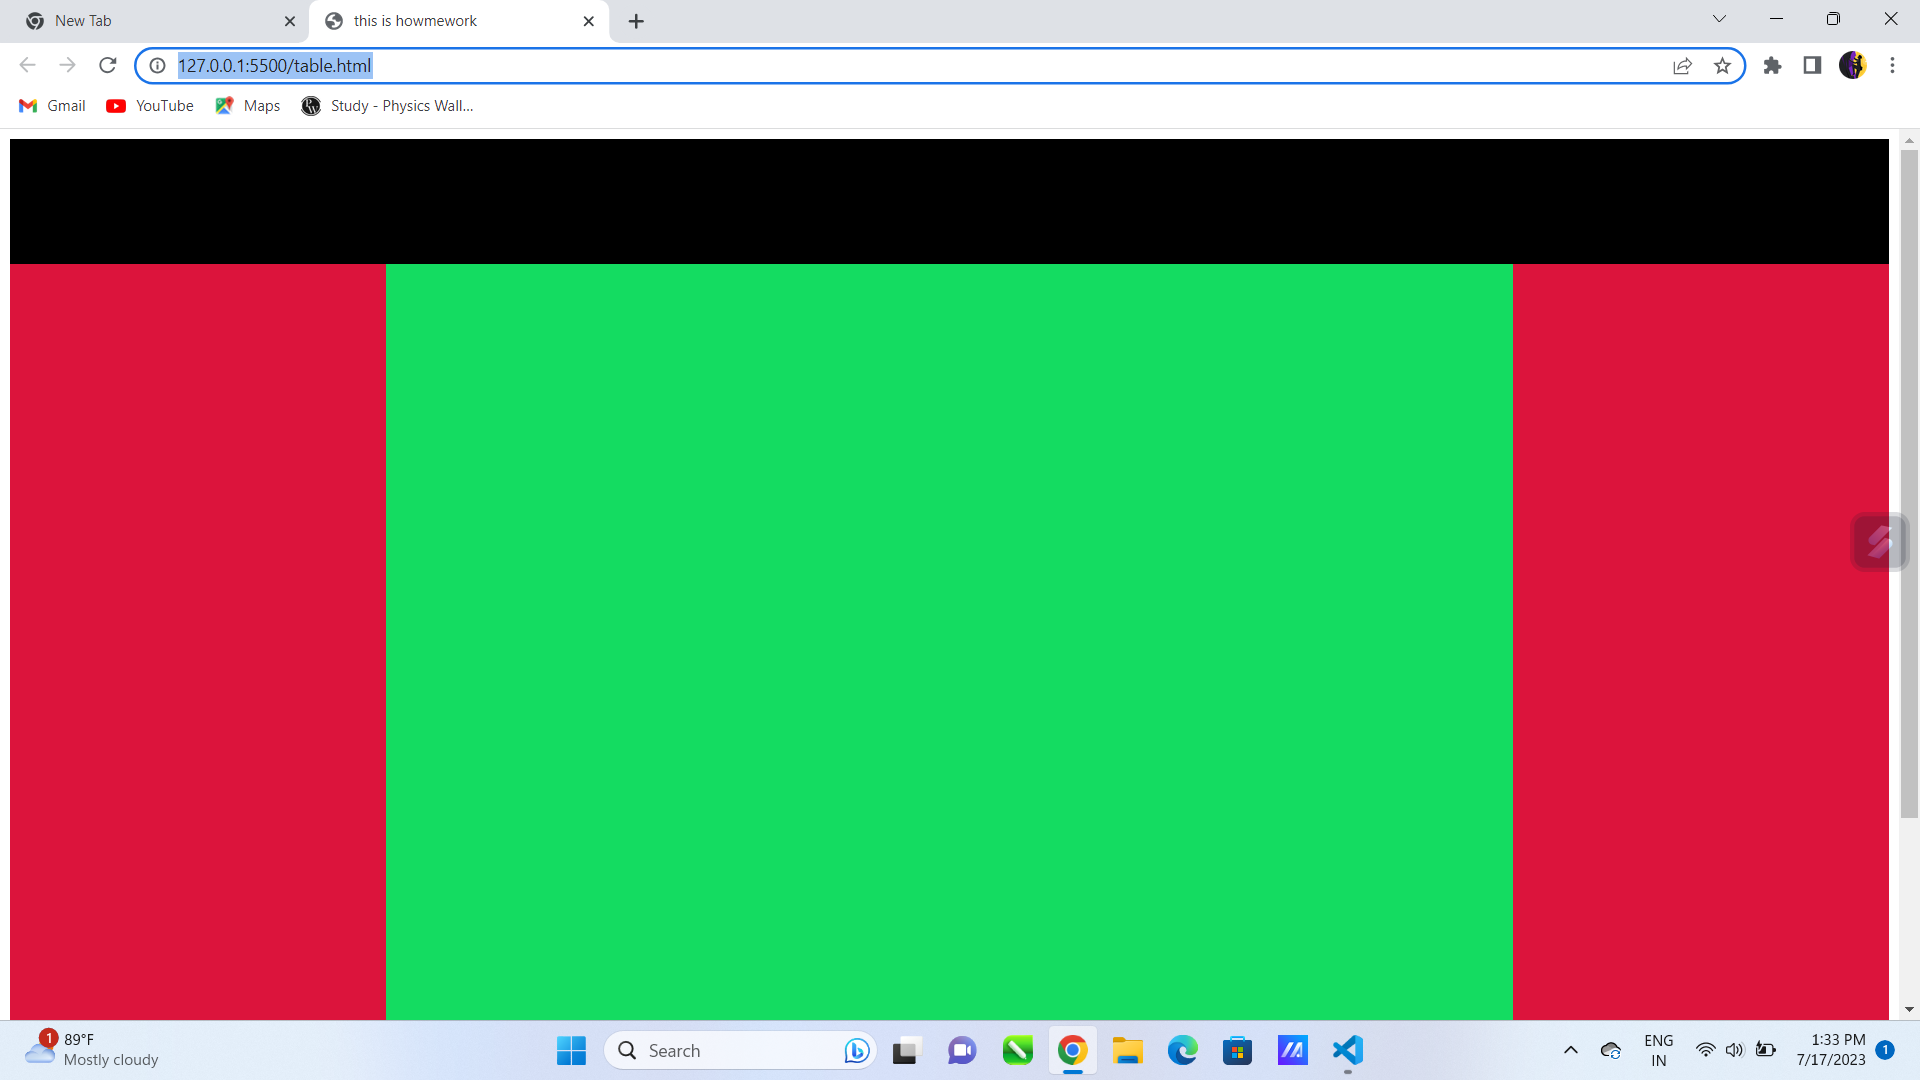 New Tab
this is howmework
127.0.0.1:5500/table.html
Gmail
YouTube
Maps
Study - Physics Wall...
1
89°F
Mostly cloudy
Search
ENG
IN
1:33 PM
7/17/2023
1